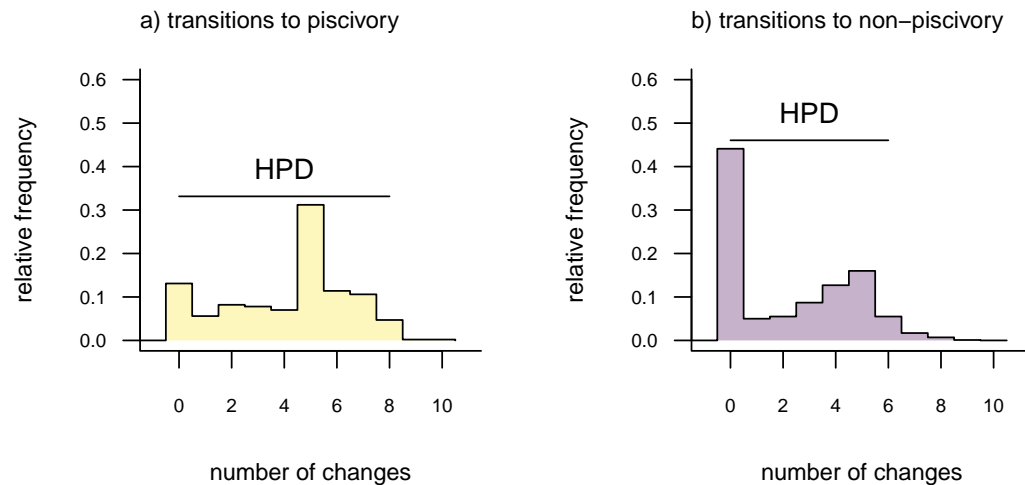 a) transitions to piscivory
relative frequency
0.6
0.5
0.4
0.3
0.2
0.1
0.0
HPD
0 2 4 6 8 10
number of changes
b) transitions to non−piscivory
relative frequency
0.6
0.5
0.4
0.3
0.2
0.1
0.0
HPD
0 2 4 6 8 10
number of changes